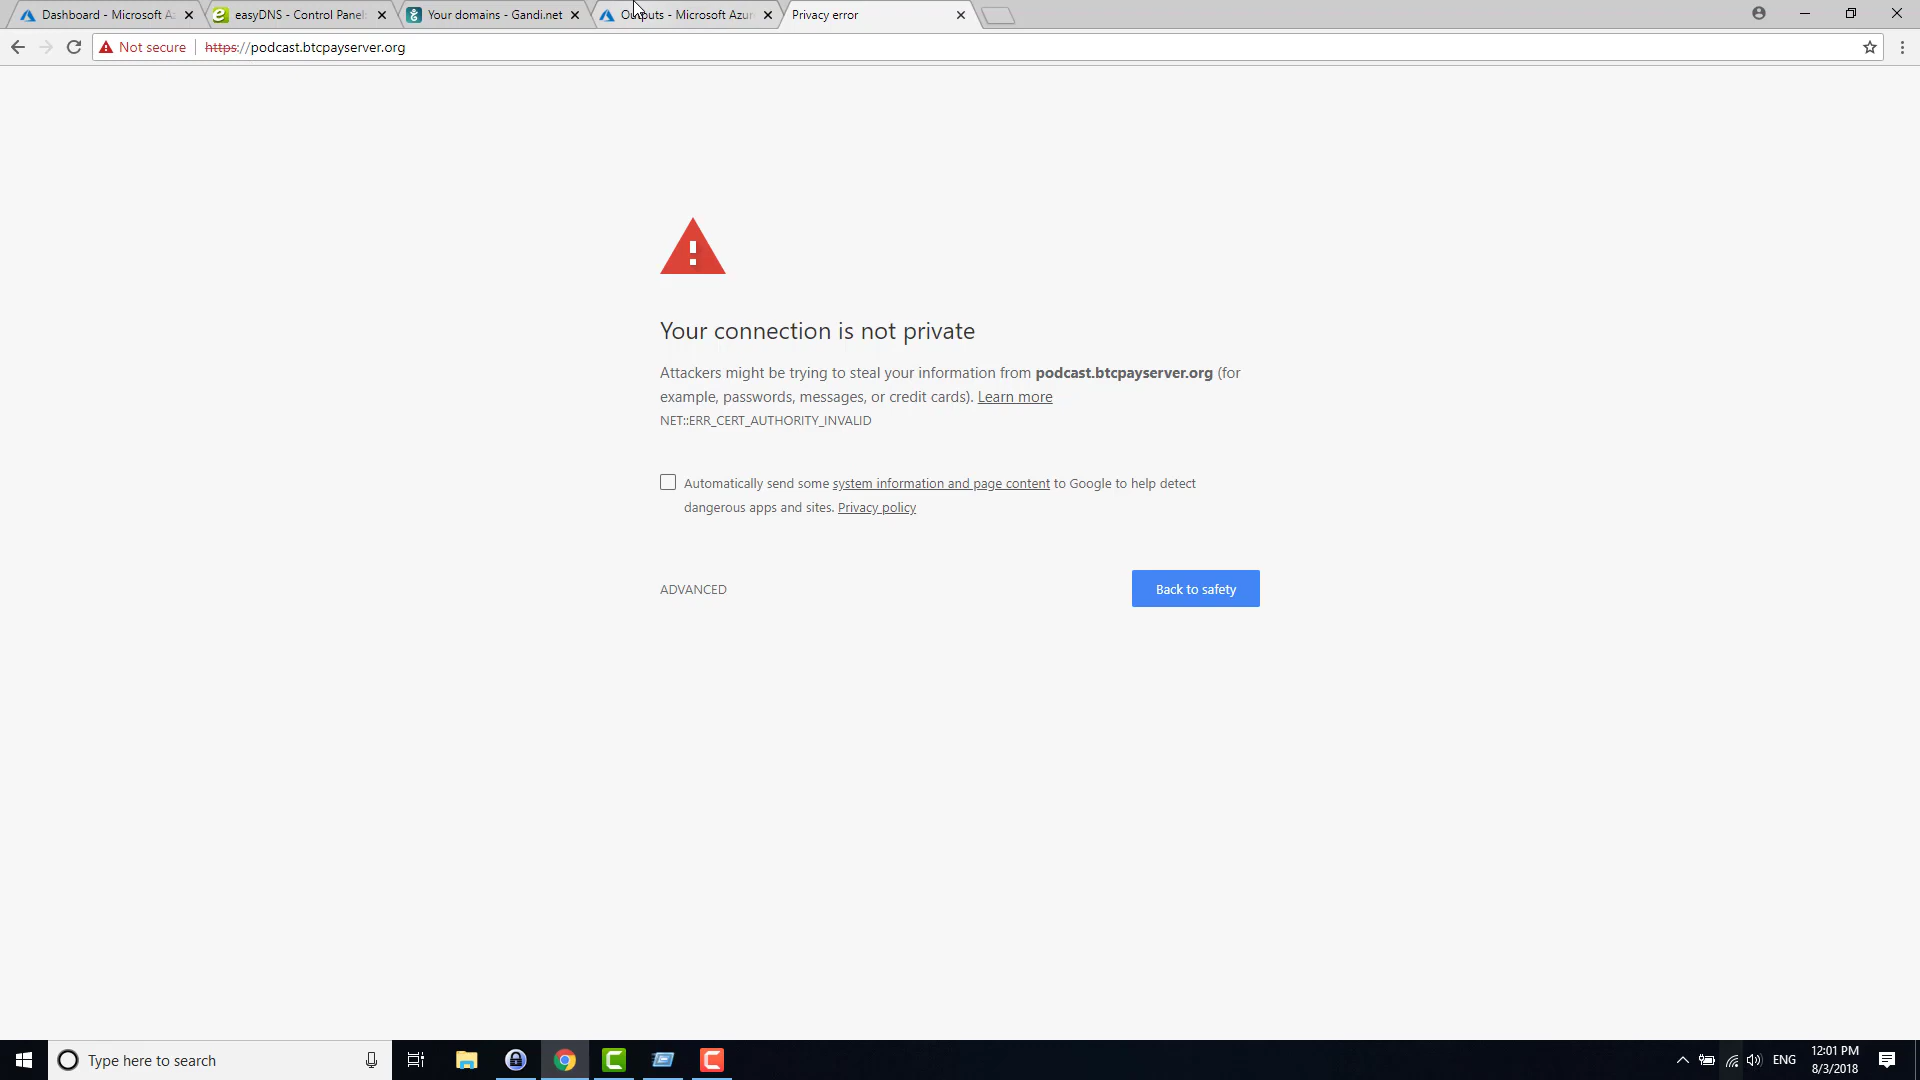 Dashboard - Microsoft Az
easyDNS - Control Panel
Your domains - Gandi.net
Outputs - Microsoft Azur
Privacy error
Not secure
https://podcast.btcpayserver.org
Your connection is not private
Attackers might be trying to steal your information from podcast.btcpayserver.org (for
example, passwords, messages, or credit cards). Learn more
NET::ERR_CERT_AUTHORITY_INVALID
Automatically send some system information and page content to Google to help detect
dangerous apps and sites. Privacy policy
ADVANCED
Back to safety
Type here to search
ENG
12:01 PM
8/3/2018